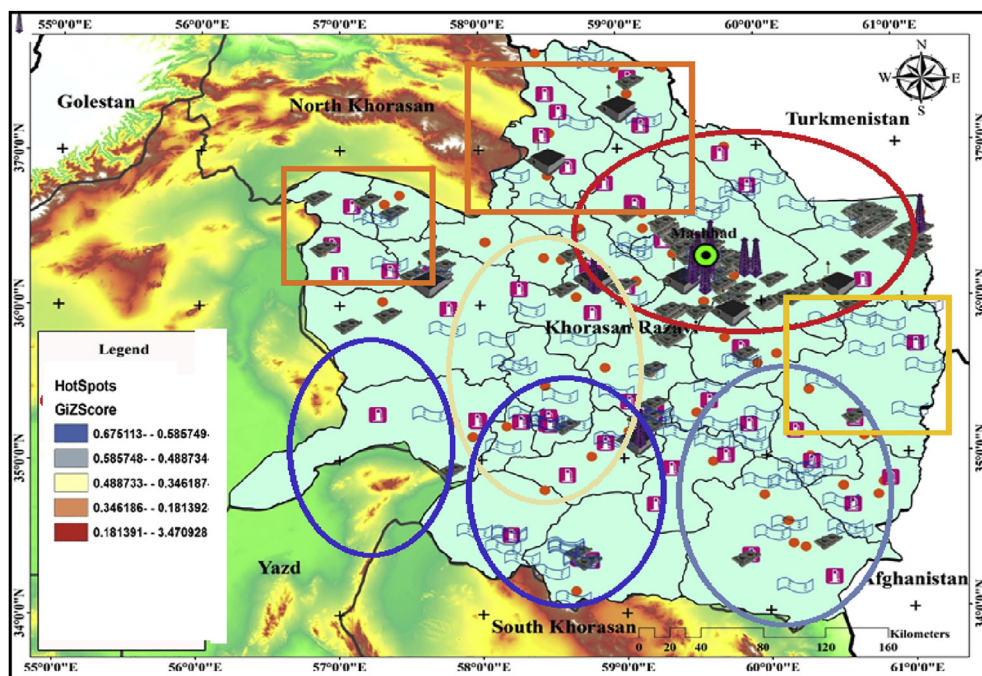 55°0'0"E 56°0'0"E 57°0'0"E 58°0'0"E 59°0'0"E 60°0'0"E 61°0'0"E
N
W E
S
Golestan
North Khorasan
Turkmenistan
37°0'0"N
37°0'0"N
Mashhad
36°0'0"N
36°0'0"N
Khorasan Razavi
Legend
HotSpots
GiZScore
0.675113- - 0.585749-
0.585748- - 0.488734-
0.488733- - 0.346187-
0.346186- - 0.181392-
0.181391- - 3.470928
35°0'0"N
35°0'0"N
Yazd
Afghanistan
34°0'0"N
34°0'0"N
South Khorasan
Kilometers
0 20 40 80 120 160
55°0'0"E 56°0'0"E 57°0'0"E 58°0'0"E 59°0'0"E 60°0'0"E 61°0'0"E